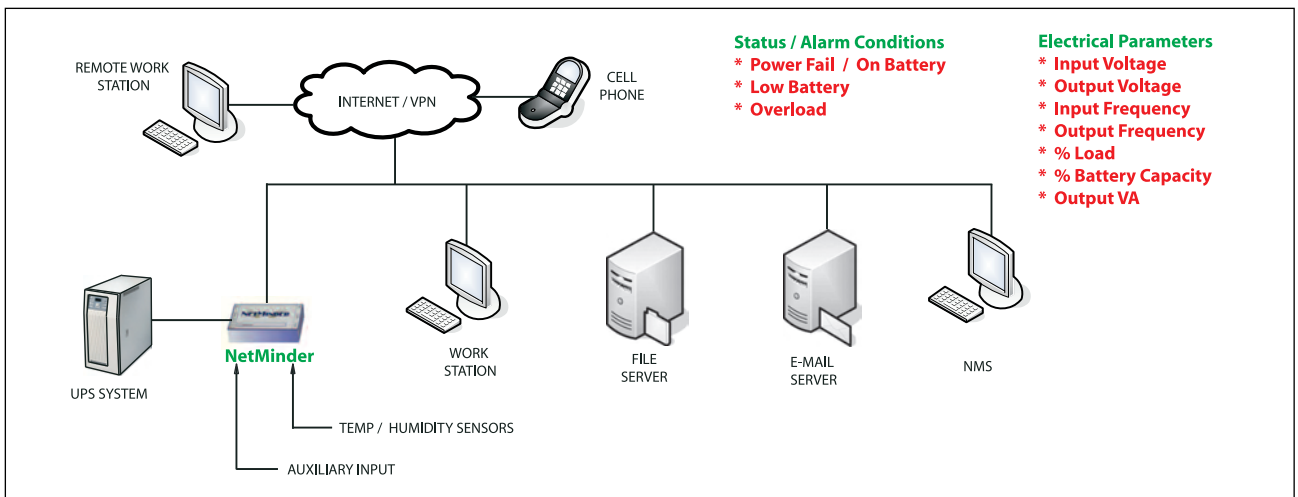 REMOTE WORK
STATION
INTERNET / VPN
CELL
PHONE
Status / Alarm Conditions
* Power Fail / On Battery
* Low Battery
* Overload
Electrical Parameters
* Input Voltage
* Output Voltage
* Input Frequency
* Output Frequency
* % Load
* % Battery Capacity
* Output VA
UPS SYSTEM
NetMinder
NetMinder
WORK
STATION
FILE
SERVER
E-MAIL
SERVER
NMS
TEMP / HUMIDITY SENSORS
AUXILIARY INPUT